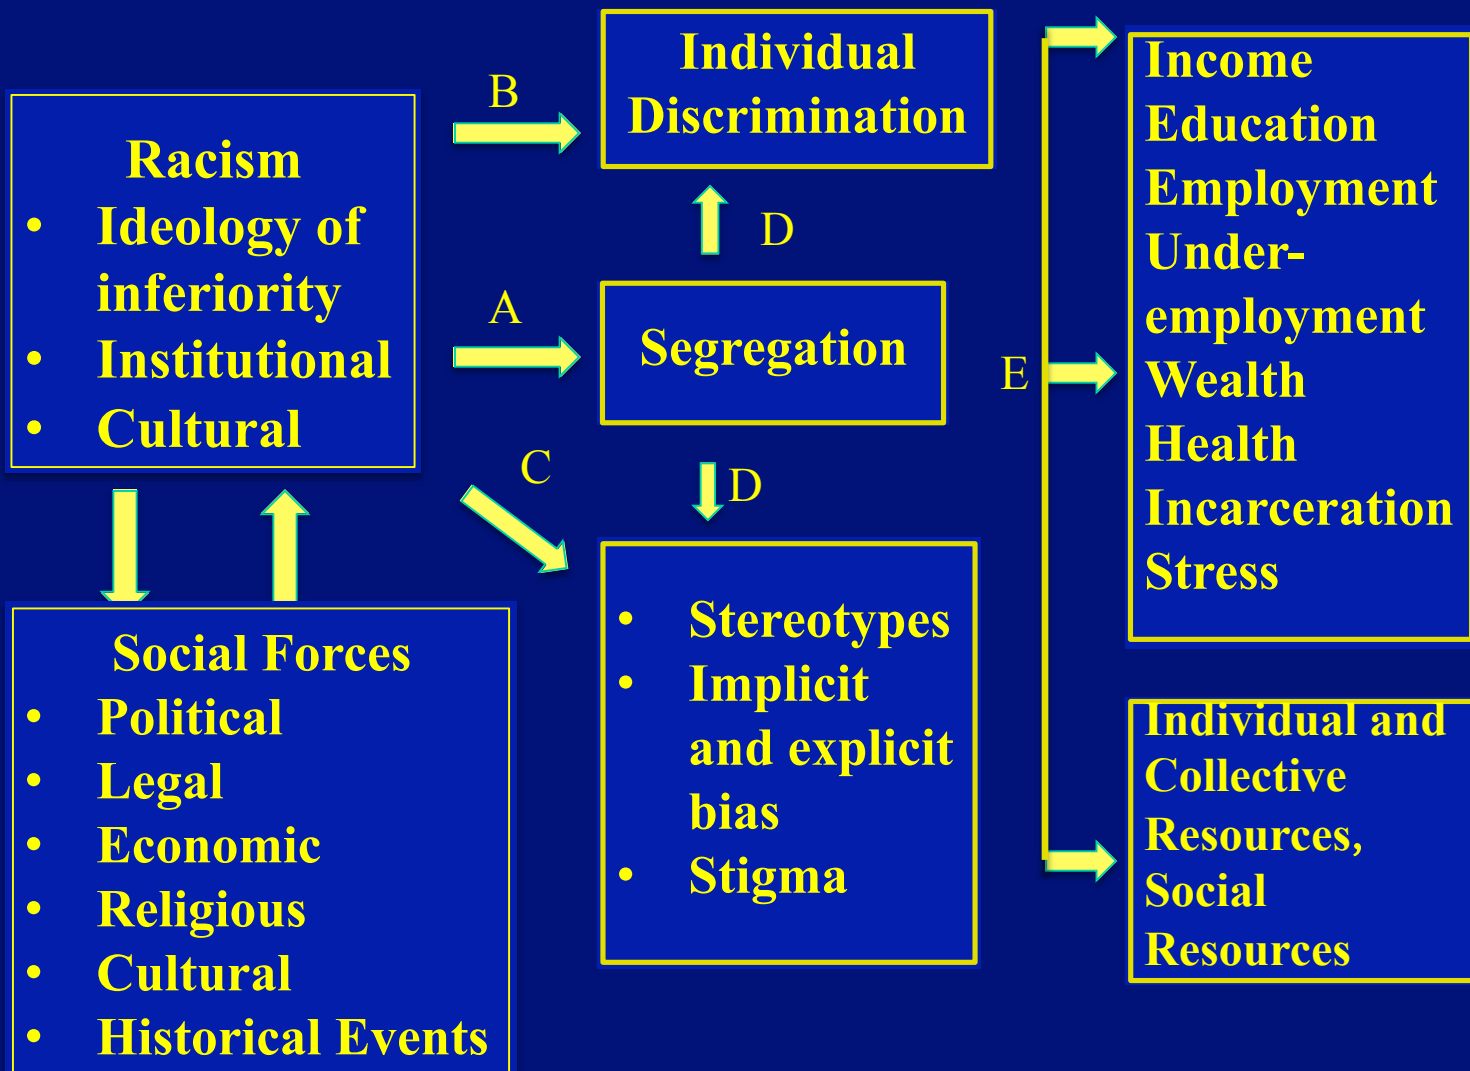 Racism
• Ideology of
inferiority
• Institutional
• Cultural
Social Forces
• Political
• Legal
• Economic
• Religious
• Cultural
• Historical Events
B
A
C
Individual
Discrimination
D
Segregation
D
• Stereotypes
• Implicit
and explicit
bias
• Stigma
E
Income
Education
Employment
Under-
employment
Wealth
Health
Incarceration
Stress
Individual and
Collective
Resources,
Social
Resources